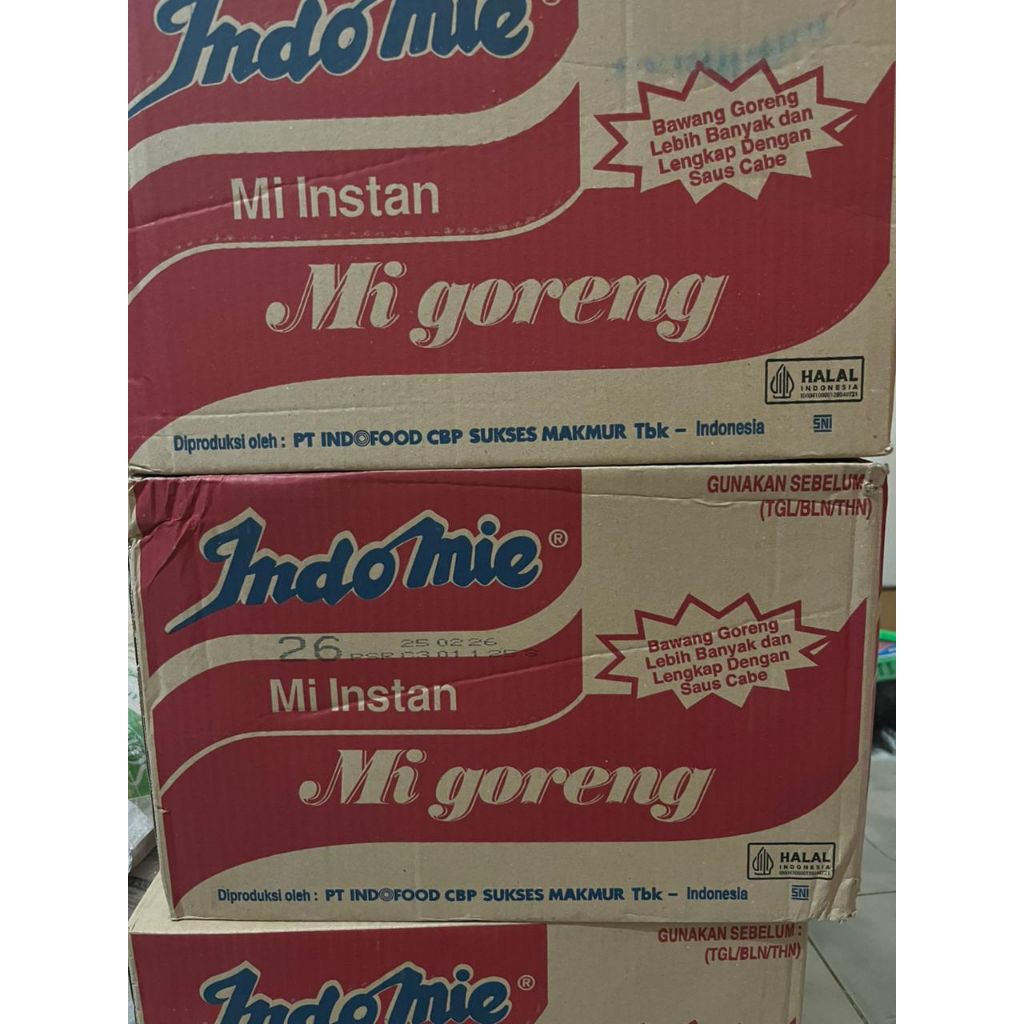 Indomie®
Bawang Goreng
Lebih Banyak dan
Lengkap Dengan
Saus Cabe
Mi Instan
Mi goreng
HALAL
INDONESIA
Diproduksi oleh : PT INDOFOOD CBP SUKSES MAKMUR Tbk – Indonesia
SNI
GUNAKAN SEBELUM :
(TGL/BLN/THN)
Indomie®
26 25 02 26
Bawang Goreng
Lebih Banyak dan
Lengkap Dengan
Saus Cabe
Mi Instan
Mi goreng
HALAL
INDONESIA
Diproduksi oleh : PT INDOFOOD CBP SUKSES MAKMUR Tbk – Indonesia
SNI
GUNAKAN SEBELUM :
(TGL/BLN/THN)
Indomie®